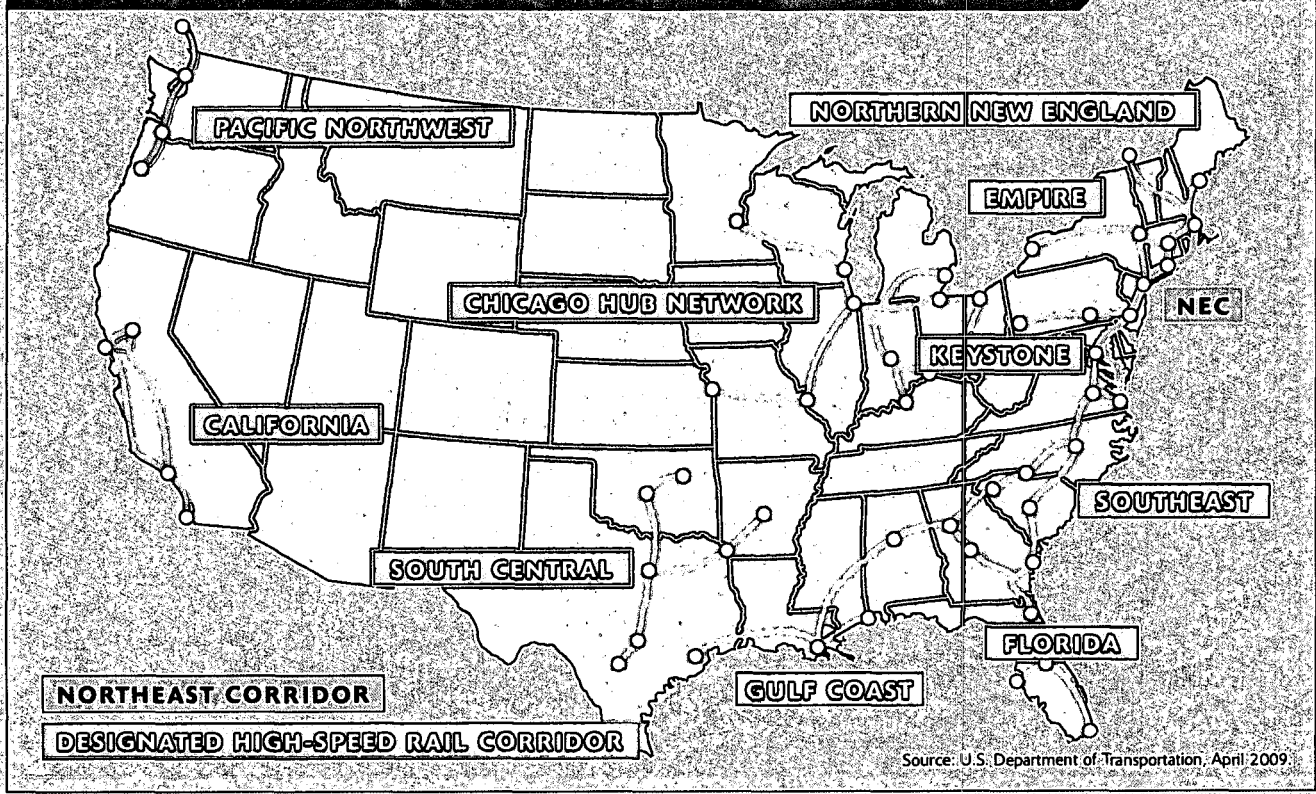 NORTHERN NEW ENGLAND
PACIFIC NORTHWEST
EMPIRE
CHICAGO HUB NETWORK
NEC
KEYSTONE
CALIFORNIA
SOUTHEAST
SOUTH CENTRAL
FLORIDA
GULF COAST
NORTHEAST CORRIDOR
DESIGNATED HIGH-SPEED RAIL CORRIDOR
Source: U.S. Department of Transportation, April 2009.